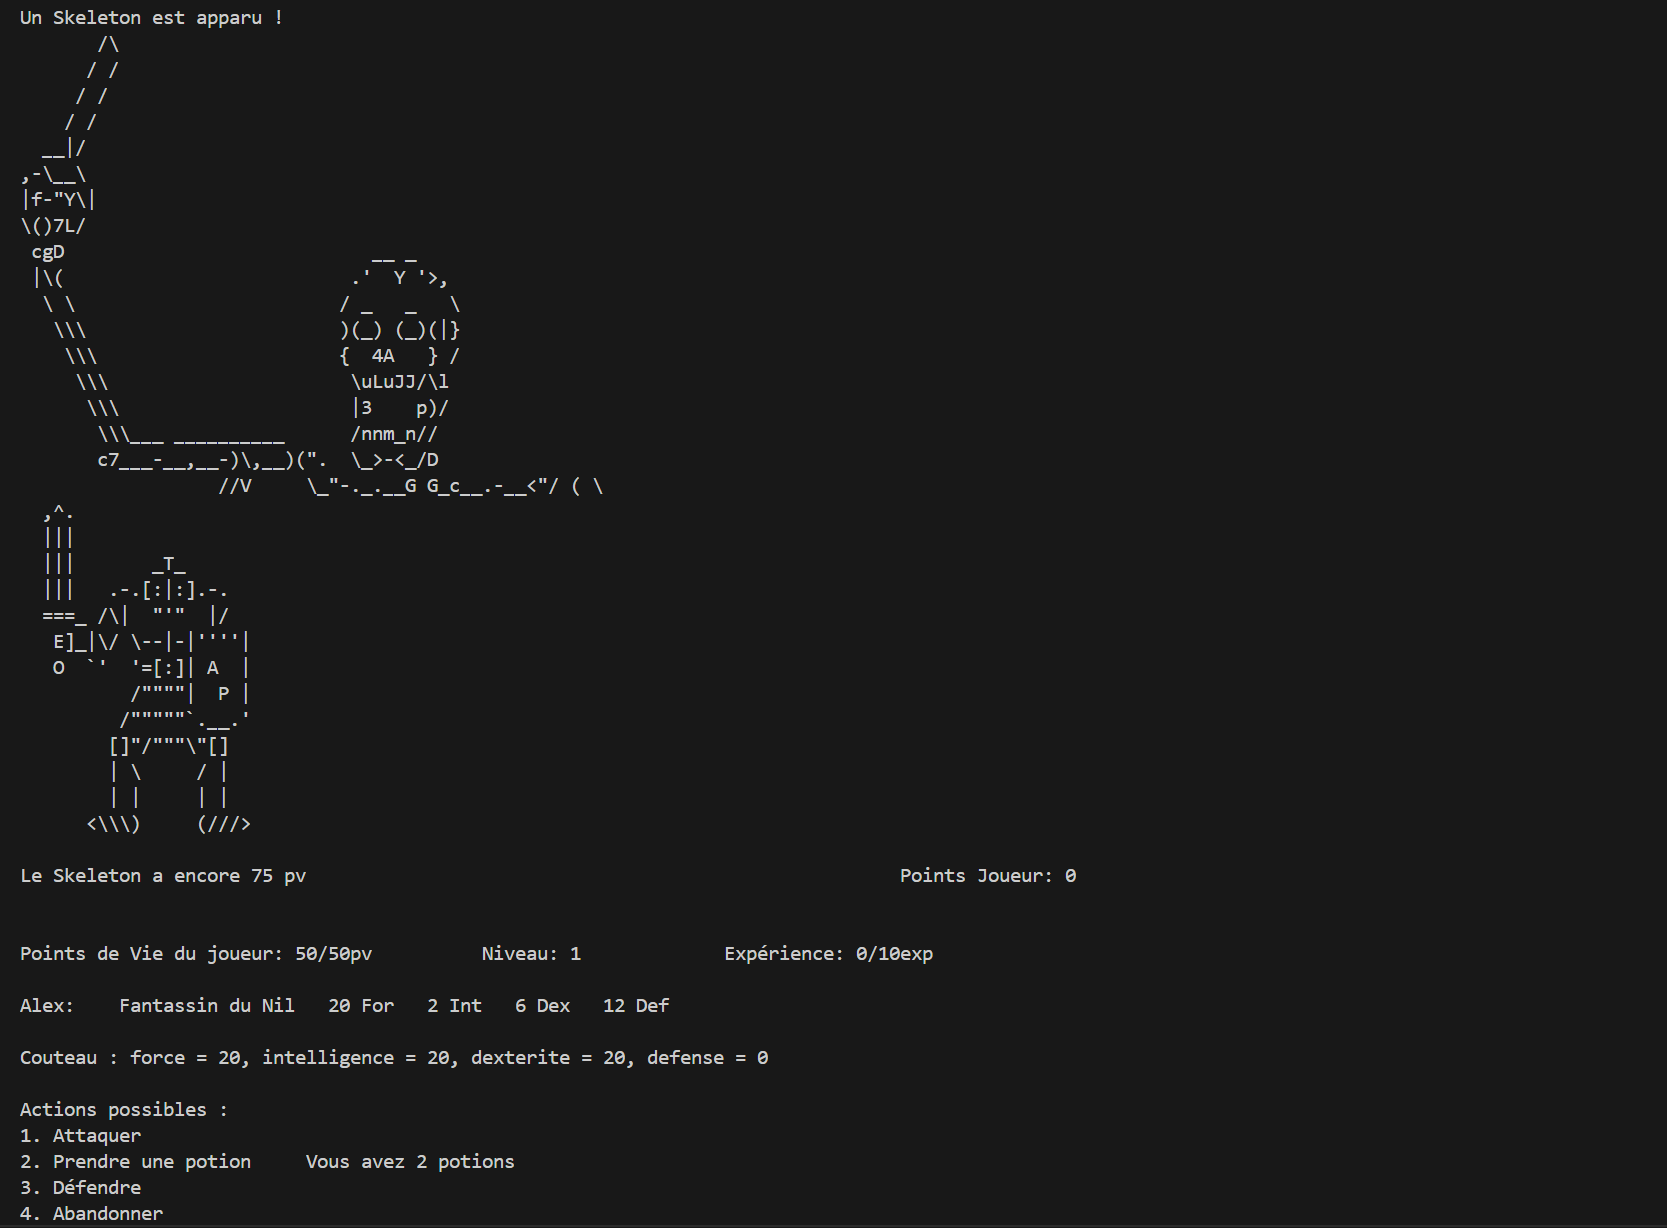 Un Skeleton est apparu !
       /\
      / /
     / /
    / /
  __|/
,-\__\
|f-"Y\|
\()7L/
 cgD                            __ _
 |\(                          .'  Y '>,
  \ \                        / _   _   \
   \\\                       )(_) (_)(|}
    \\\                      {  4A   } /
     \\\                      \uLuJJ/\l
      \\\                     |3    p)/
       \\\___ __________      /nnm_n//
       c7___-__,__-)\,__)(".  \_>-<_/D
                  //V     \_"-._.__G G_c__.-__<"/ ( \
  ,^.
  |||
  |||       _T_
  |||   .-.[:|:].-.
  ===_ /\|  "'"  |/
   E]_|\/ \--|-|''''|
   O  `'  '=[:]| A  |
          /""""|  P |
         /"""""`.__.'
        []"/"""\"[]
        | \     / |
        | |     | |
      <\\\)     (///>
Le Skeleton a encore 75 pv                                                      Points Joueur: 0
Points de Vie du joueur: 50/50pv          Niveau: 1             Expérience: 0/10exp
Alex:    Fantassin du Nil   20 For   2 Int   6 Dex   12 Def
Couteau : force = 20, intelligence = 20, dexterite = 20, defense = 0
Actions possibles :
1. Attaquer
2. Prendre une potion     Vous avez 2 potions
3. Défendre
4. Abandonner